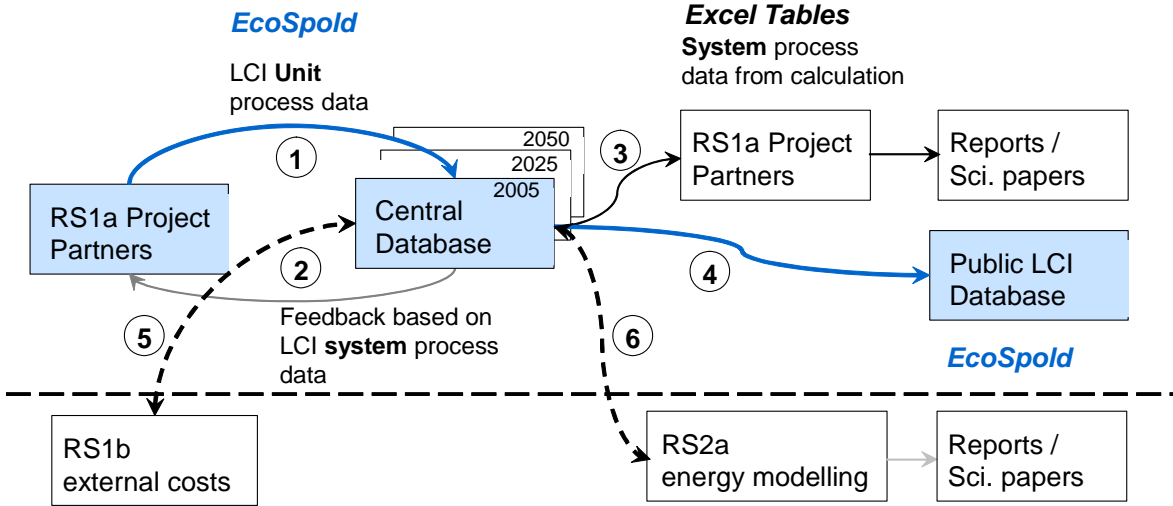 EcoSpold
Excel Tables
System process
data from calculation
LCI Unit
process data
1
2050
2025
2005
3
RS1a Project
Partners
Reports /
Sci. papers
RS1a Project
Partners
Central
Database
2
4
Public LCI
Database
5
Feedback based on
LCI system process
data
6
EcoSpold
RS1b
external costs
RS2a
energy modelling
Reports /
Sci. papers